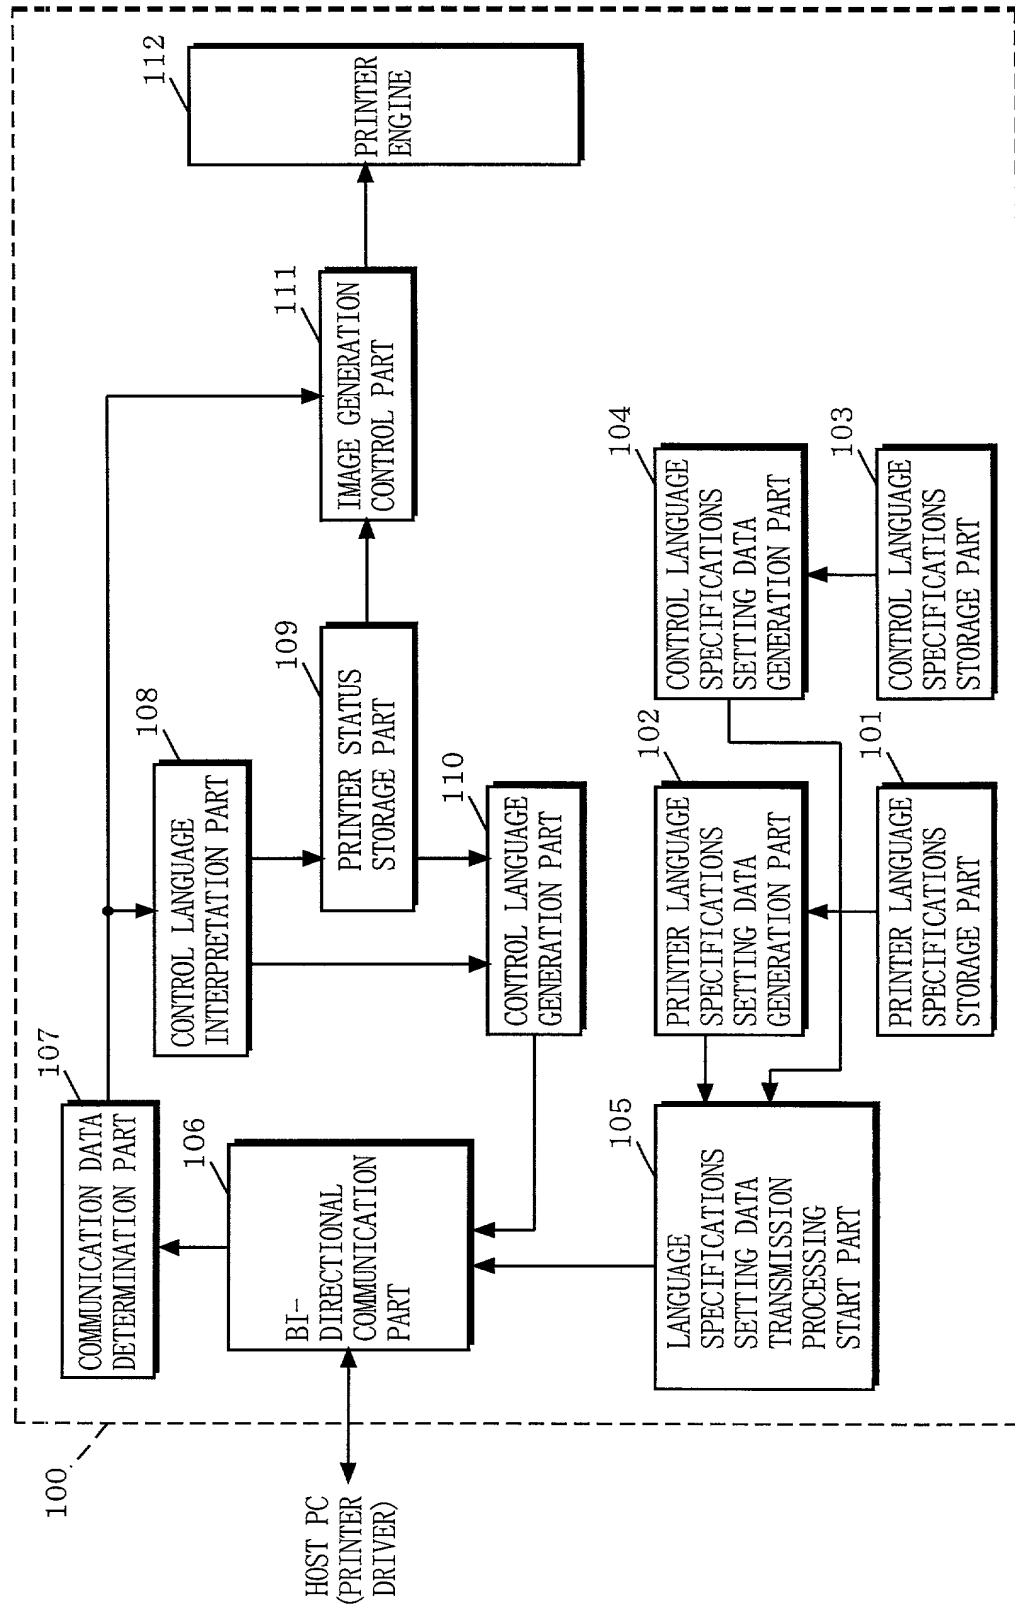 100
HOST PC
(PRINTER
DRIVER)
107
COMMUNICATION DATA
DETERMINATION PART
106
BI-
DIRECTIONAL
COMMUNICATION
PART
105
LANGUAGE
SPECIFICATIONS
SETTING DATA
TRANSMISSION
PROCESSING
START PART
108
CONTROL LANGUAGE
INTERPRETATION PART
109
PRINTER STATUS
STORAGE PART
110
CONTROL LANGUAGE
GENERATION PART
102
PRINTER LANGUAGE
SPECIFICATIONS
SETTING DATA
GENERATION PART
101
PRINTER LANGUAGE
SPECIFICATIONS
STORAGE PART
111
IMAGE GENERATION
CONTROL PART
104
CONTROL LANGUAGE
SPECIFICATIONS
SETTING DATA
GENERATION PART
103
CONTROL LANGUAGE
SPECIFICATIONS
STORAGE PART
112
PRINTER
ENGINE